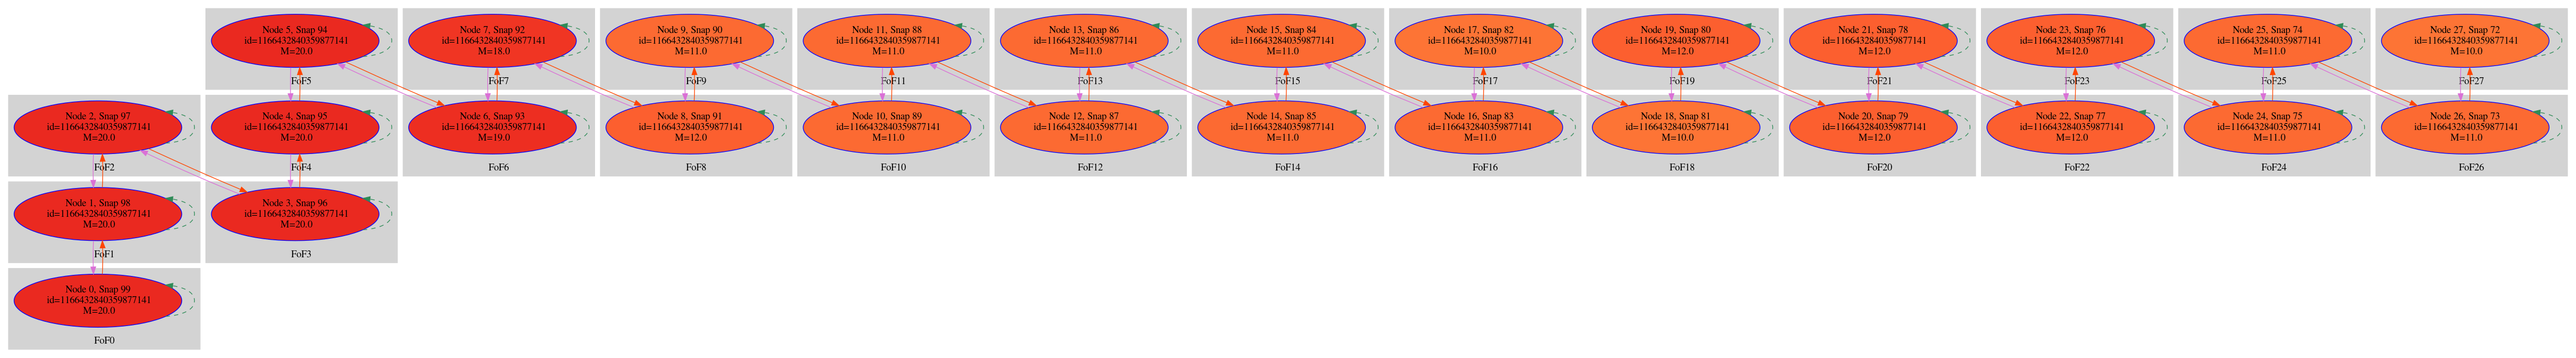 Node 5, Snap 94
id=1166432840359877141
M=20.0
FoF5
Node 7, Snap 92
id=1166432840359877141
M=18.0
FoF7
Node 9, Snap 90
id=1166432840359877141
M=11.0
FoF9
Node 11, Snap 88
id=1166432840359877141
M=11.0
FoF11
Node 13, Snap 86
id=1166432840359877141
M=11.0
FoF13
Node 15, Snap 84
id=1166432840359877141
M=11.0
FoF15
Node 17, Snap 82
id=1166432840359877141
M=10.0
FoF17
Node 19, Snap 80
id=1166432840359877141
M=12.0
FoF19
Node 21, Snap 78
id=1166432840359877141
M=12.0
FoF21
Node 23, Snap 76
id=1166432840359877141
M=12.0
FoF23
Node 25, Snap 74
id=1166432840359877141
M=11.0
FoF25
Node 27, Snap 72
id=1166432840359877141
M=10.0
FoF27
Node 2, Snap 97
id=1166432840359877141
M=20.0
FoF2
Node 4, Snap 95
id=1166432840359877141
M=20.0
FoF4
Node 6, Snap 93
id=1166432840359877141
M=19.0
FoF6
Node 8, Snap 91
id=1166432840359877141
M=12.0
FoF8
Node 10, Snap 89
id=1166432840359877141
M=11.0
FoF10
Node 12, Snap 87
id=1166432840359877141
M=11.0
FoF12
Node 14, Snap 85
id=1166432840359877141
M=11.0
FoF14
Node 16, Snap 83
id=1166432840359877141
M=11.0
FoF16
Node 18, Snap 81
id=1166432840359877141
M=10.0
FoF18
Node 20, Snap 79
id=1166432840359877141
M=12.0
FoF20
Node 22, Snap 77
id=1166432840359877141
M=12.0
FoF22
Node 24, Snap 75
id=1166432840359877141
M=11.0
FoF24
Node 26, Snap 73
id=1166432840359877141
M=11.0
FoF26
Node 1, Snap 98
id=1166432840359877141
M=20.0
FoF1
Node 3, Snap 96
id=1166432840359877141
M=20.0
FoF3
Node 0, Snap 99
id=1166432840359877141
M=20.0
FoF0